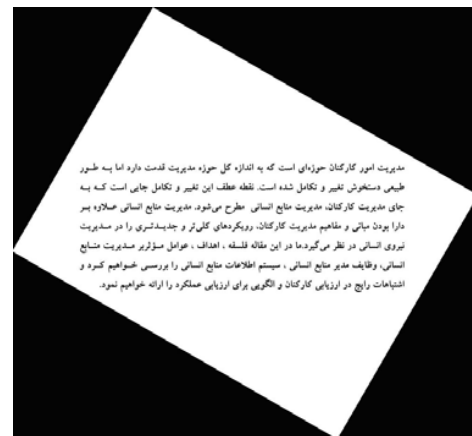 مدیریت امور کارکنان حوزه‌ای است که به اندازه کل حوزه مدیریت قدمت دارد اما بـه طـور
طبیعی دستخوش تغییر و تکامل شده است. نقطه عطف این تغییر و تکامل جایی است کـه بـه
جای مدیریت کارکنان، مدیریت منابع انسانی مطرح می‌شود. مدیریت منابع انسانی عـلاوه بـر
دارا بودن مبانی و مفاهیم مدیریت کارکنان، رویکردهای کلی‌تر و جدیـدتـری را در مـدیریت
نیروی انسانی در نظر می‌گیرد.ما در این مقاله فلسفه ، اهداف ، عوامل مـؤثربر مـدیریت منـابع
انسانی، وظایف مدیر منابع انسانی ، سیستم اطلاعات منابع انسانی را بررسـی خـواهیم کـرد و
اشتباهات رایج در ارزیابی کارکنان و الگویی برای ارزیابی عملکرد را ارائه خواهیم نمود.